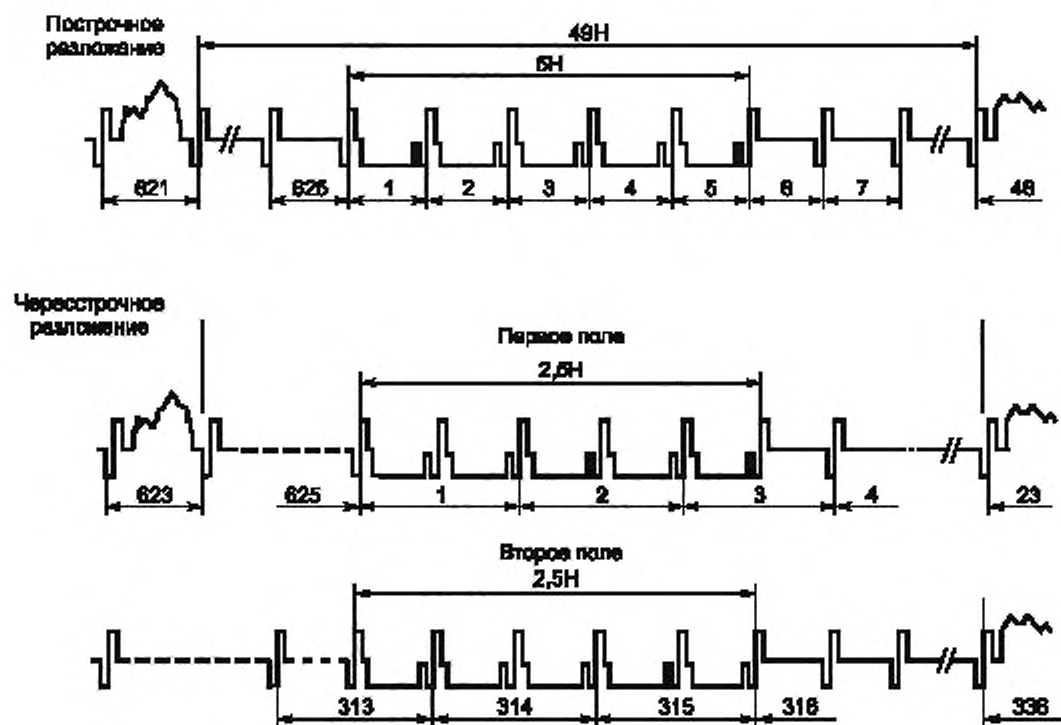 Построчное
разложение
49H
5H
621
625
1
2
3
4
5
6
7
46
Чересстрочное
разложение
Первое поле
2,5H
623
625
1
2
3
4
23
Второе поле
2,5H
313
314
315
316
336